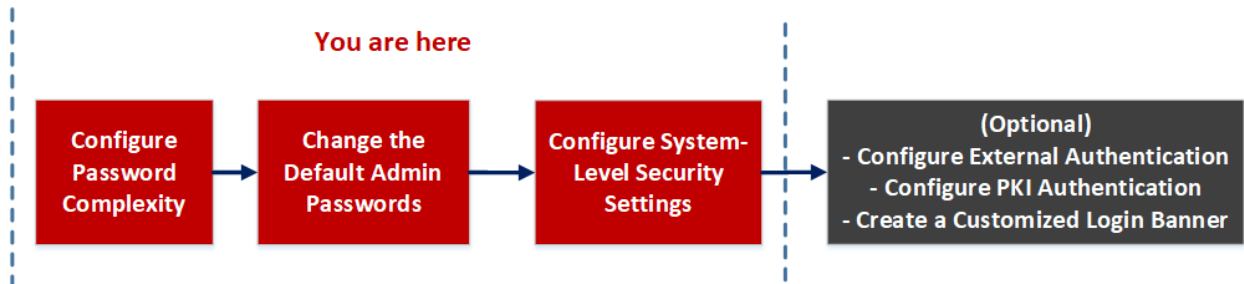 You are here
Configure
Password
Complexity
Change the
Default Admin
Passwords
Configure System-
Level Security
Settings
(Optional)
- Configure External Authentication
- Configure PKI Authentication
- Create a Customized Login Banner